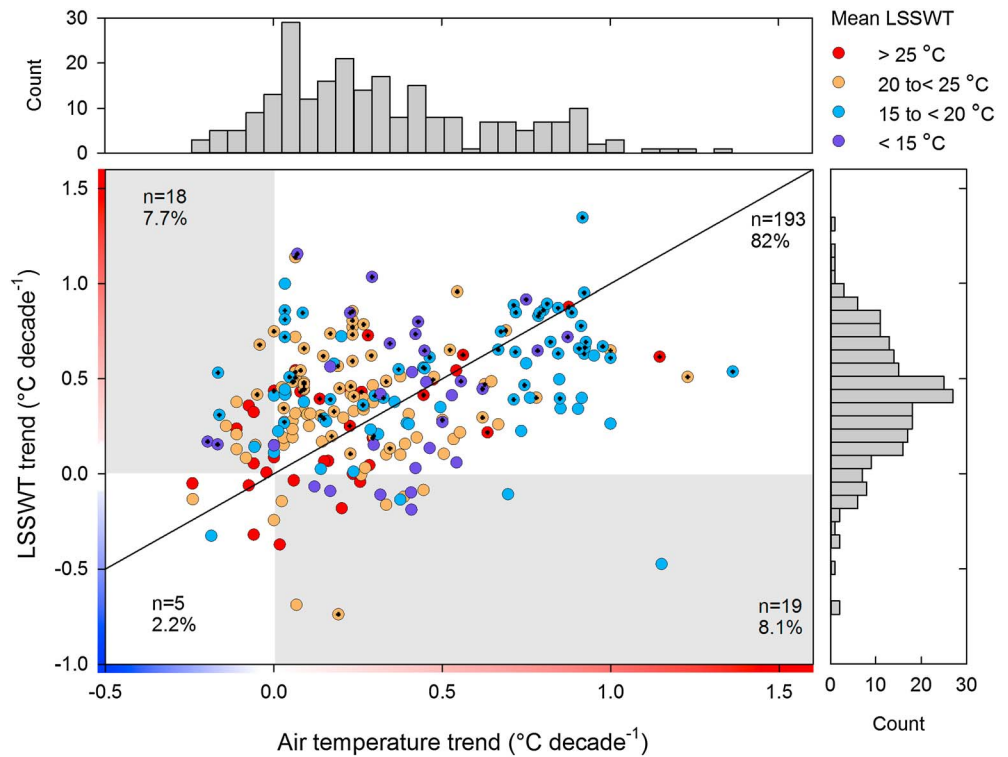 30
20
10
0
Count
Mean LSSWT
> 25 °C
20 to< 25 °C
15 to < 20 °C
< 15 °C
n=18
7.7%
n=193
82%
n=5
2.2%
n=19
8.1%
1.5
1.0
0.5
0.0
-0.5
-1.0
LSSWT trend (°C decade⁻¹)
-0.5 0.0 0.5 1.0 1.5
Air temperature trend (°C decade⁻¹)
0 10 20 30
Count